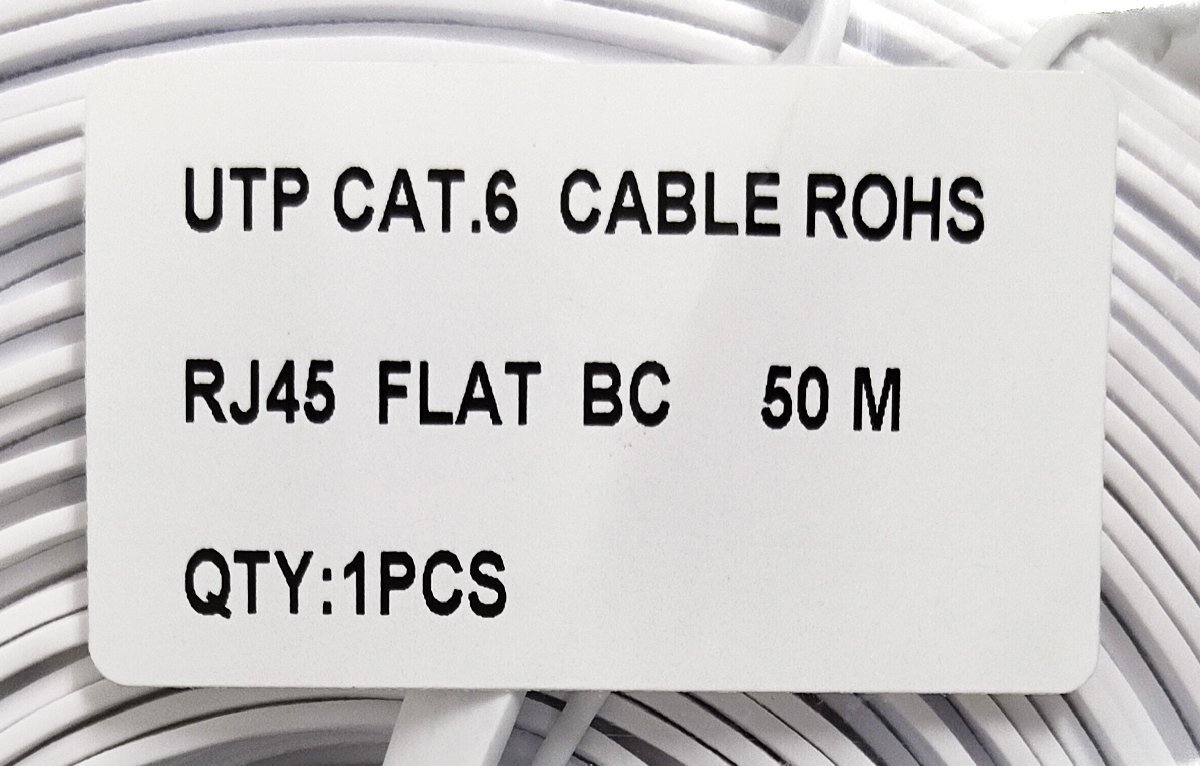 UTP CAT.6 CABLE ROHS
RJ45 FLAT BC 50 M
QTY:1PCS